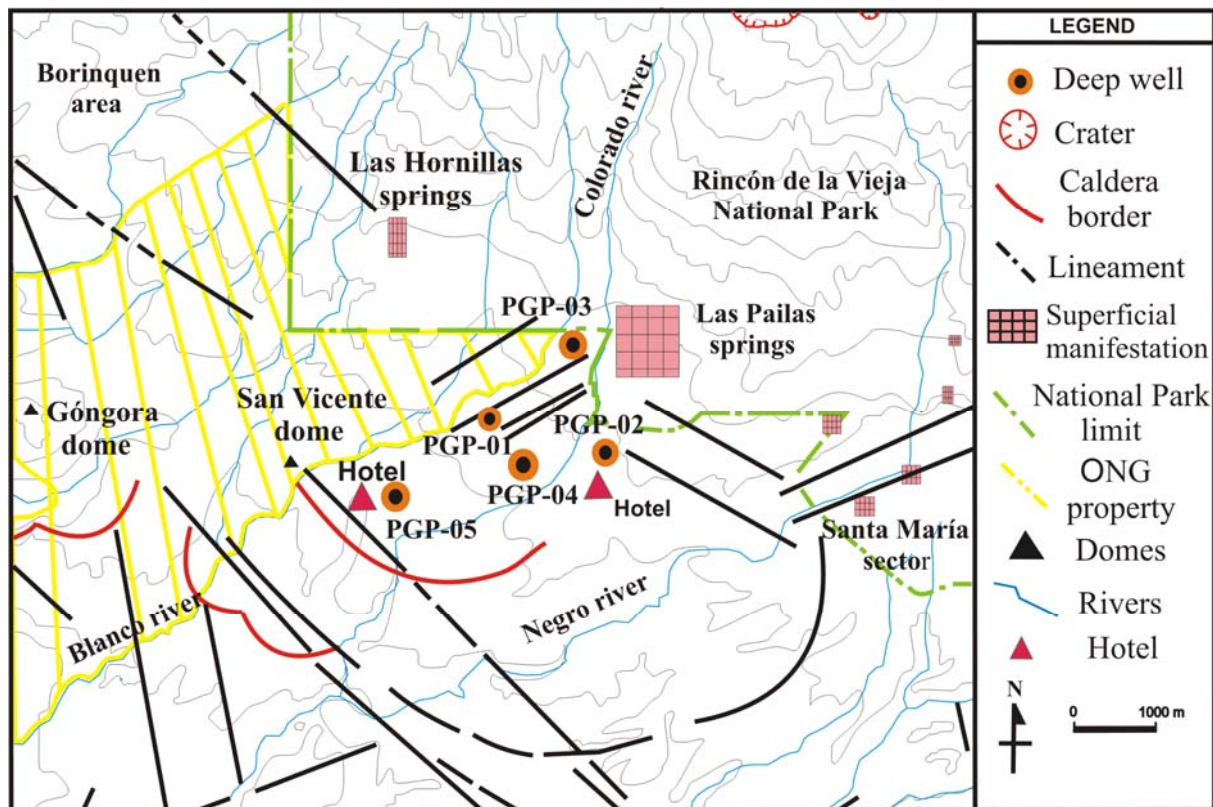 Borinquen
area
Las Hornillas
springs
Colorado river
Rincón de la Vieja
National Park
PGP-03
Las Pailas
springs
Góngora
dome
San Vicente
dome
PGP-01
PGP-02
Hotel
PGP-04
Hotel
PGP-05
Santa María
sector
Blanco river
Negro river
LEGEND
Deep well
Crater
Caldera
border
Lineament
Superficial
manifestation
National Park
limit
ONG
property
Domes
Rivers
Hotel
N
0 1000 m